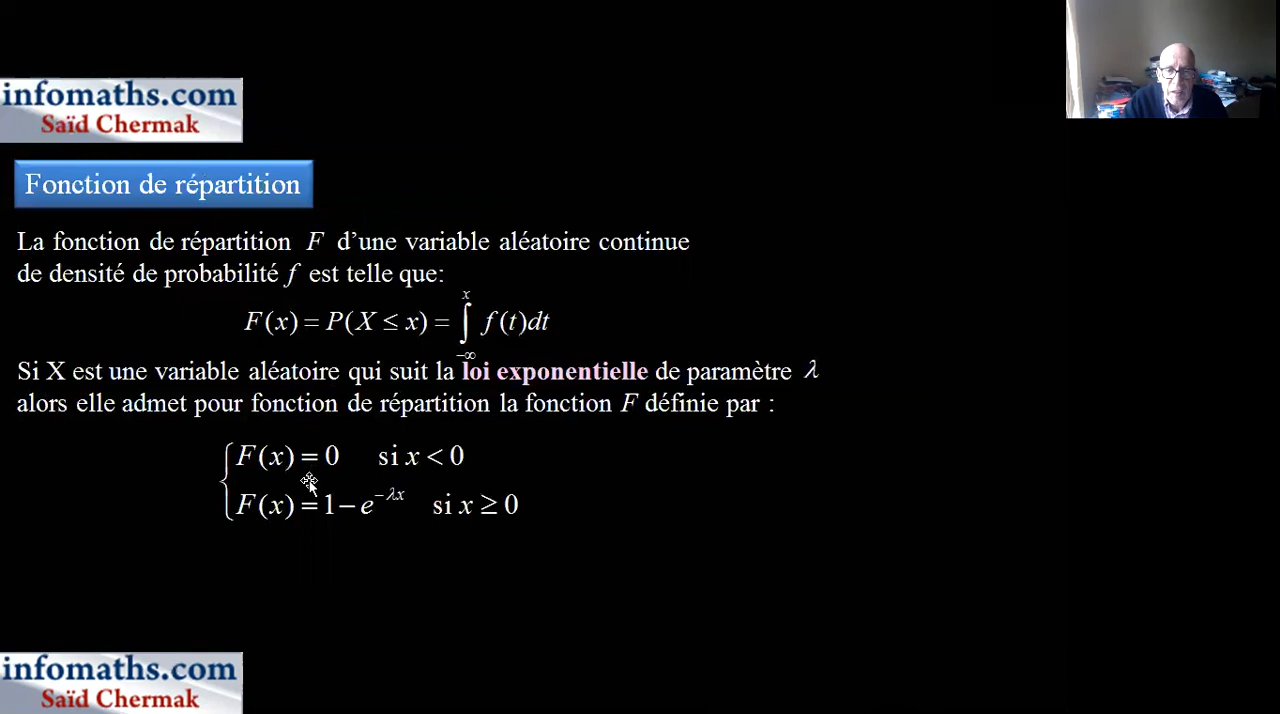 infomaths.com
Saïd Chermak
Fonction de répartition
La fonction de répartition F d’une variable aléatoire continue
de densité de probabilité f est telle que:
F(x) = P(X ≤ x) = ∫_{-∞}^{x} f(t)dt
Si X est une variable aléatoire qui suit la loi exponentielle de paramètre λ
alors elle admet pour fonction de répartition la fonction F définie par :
F(x) = 0 si x < 0
F(x) = 1 − e^{−λx} si x ≥ 0
infomaths.com
Saïd Chermak